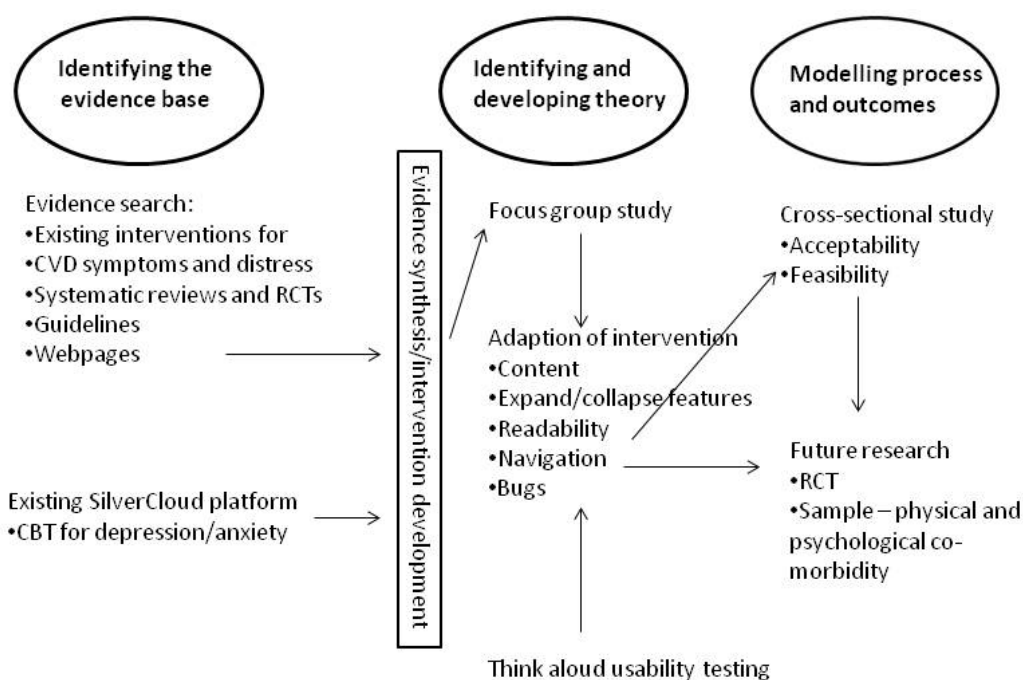 Identifying the
evidence base
Identifying and
developing theory
Modelling process
and outcomes
Evidence search:
•Existing interventions for
•CVD symptoms and distress
•Systematic reviews and RCTs
•Guidelines
•Webpages
Existing SilverCloud platform
•CBT for depression/anxiety
Evidence synthesis/intervention development
Focus group study
Adaption of intervention
•Content
•Expand/collapse features
•Readability
•Navigation
•Bugs
Think aloud usability testing
Cross-sectional study
•Acceptability
•Feasibility
Future research
•RCT
•Sample – physical and
psychological co-
morbidity